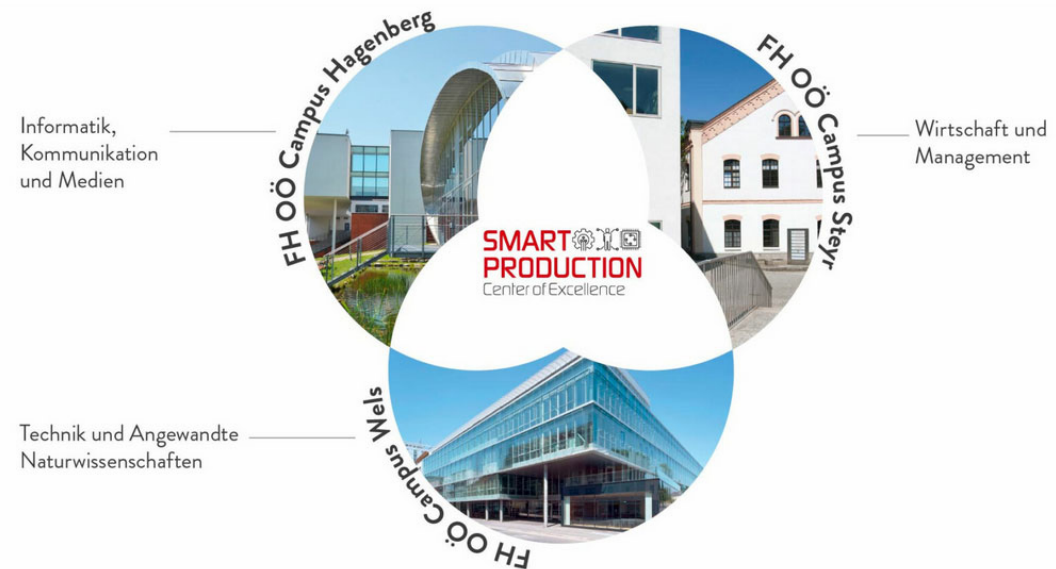 FH OÖ Campus Hagenberg
FH OÖ Campus Steyr
Informatik,
Kommunikation
und Medien
Wirtschaft und
Management
SMART
PRODUCTION
Center of Excellence
Technik und Angewandte
Naturwissenschaften
FH OÖ Campus Wels